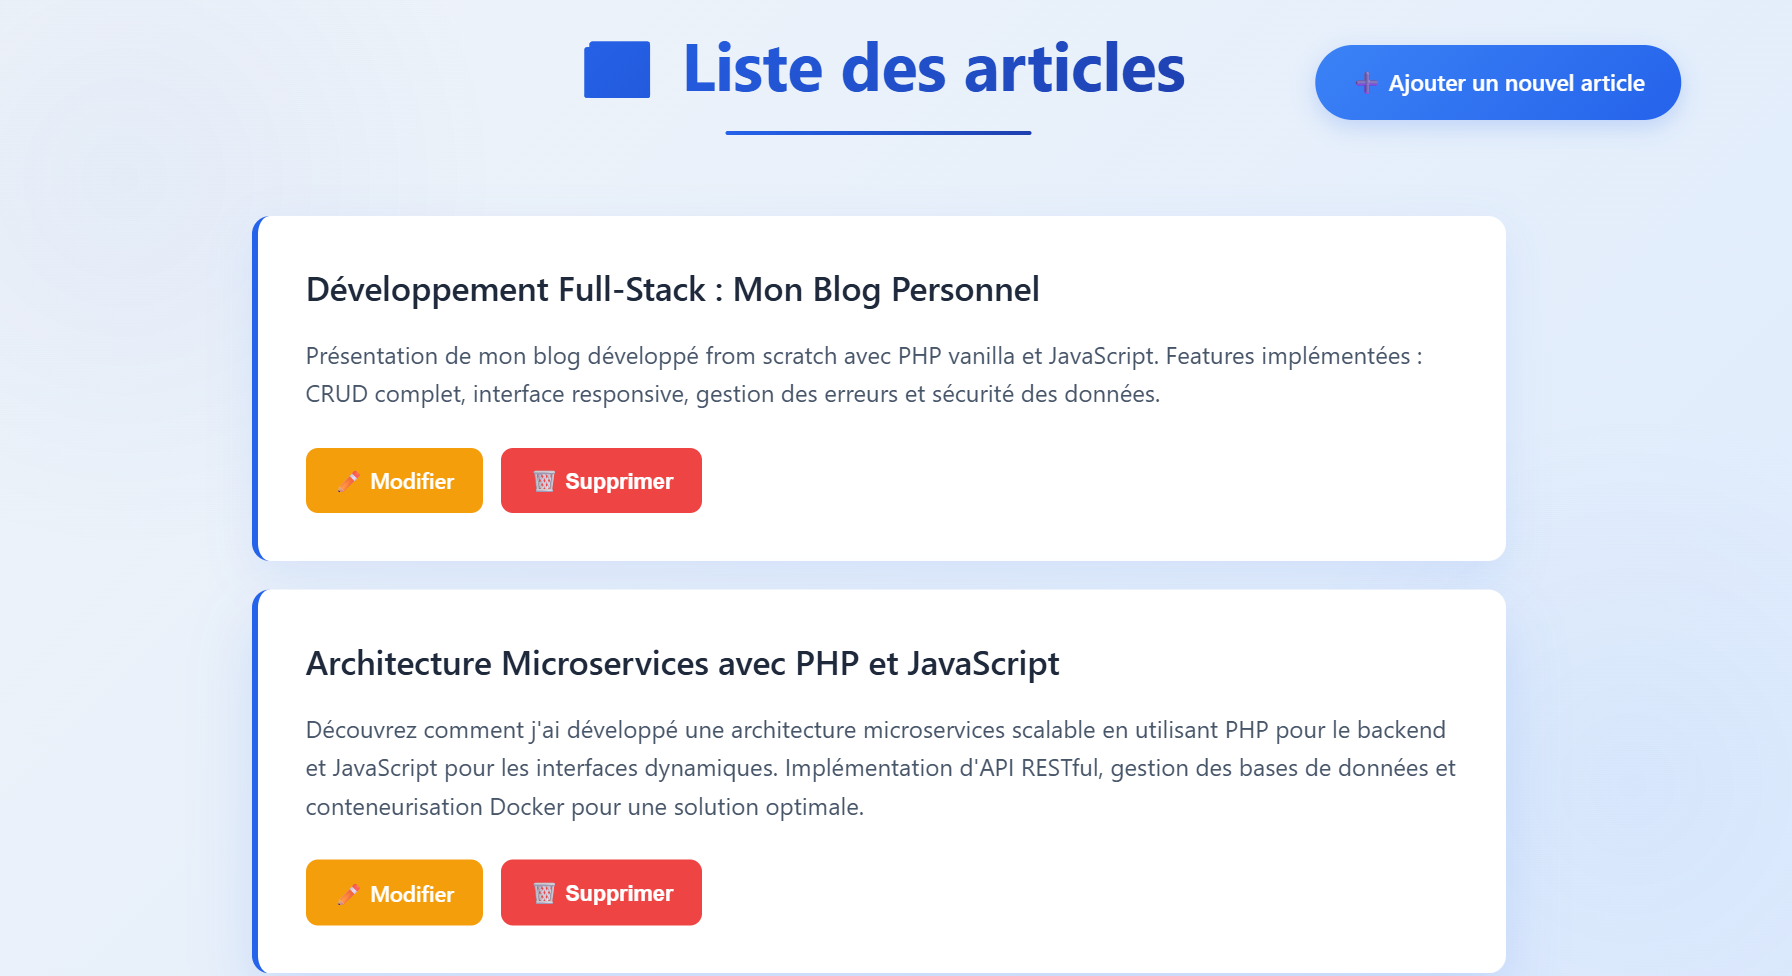 Liste des articles
Ajouter un nouvel article
Développement Full-Stack : Mon Blog Personnel
Présentation de mon blog développé from scratch avec PHP vanilla et JavaScript. Features implémentées :
CRUD complet, interface responsive, gestion des erreurs et sécurité des données.
Modifier
Supprimer
Architecture Microservices avec PHP et JavaScript
Découvrez comment j'ai développé une architecture microservices scalable en utilisant PHP pour le backend
et JavaScript pour les interfaces dynamiques. Implémentation d'API RESTful, gestion des bases de données et
conteneurisation Docker pour une solution optimale.
Modifier
Supprimer